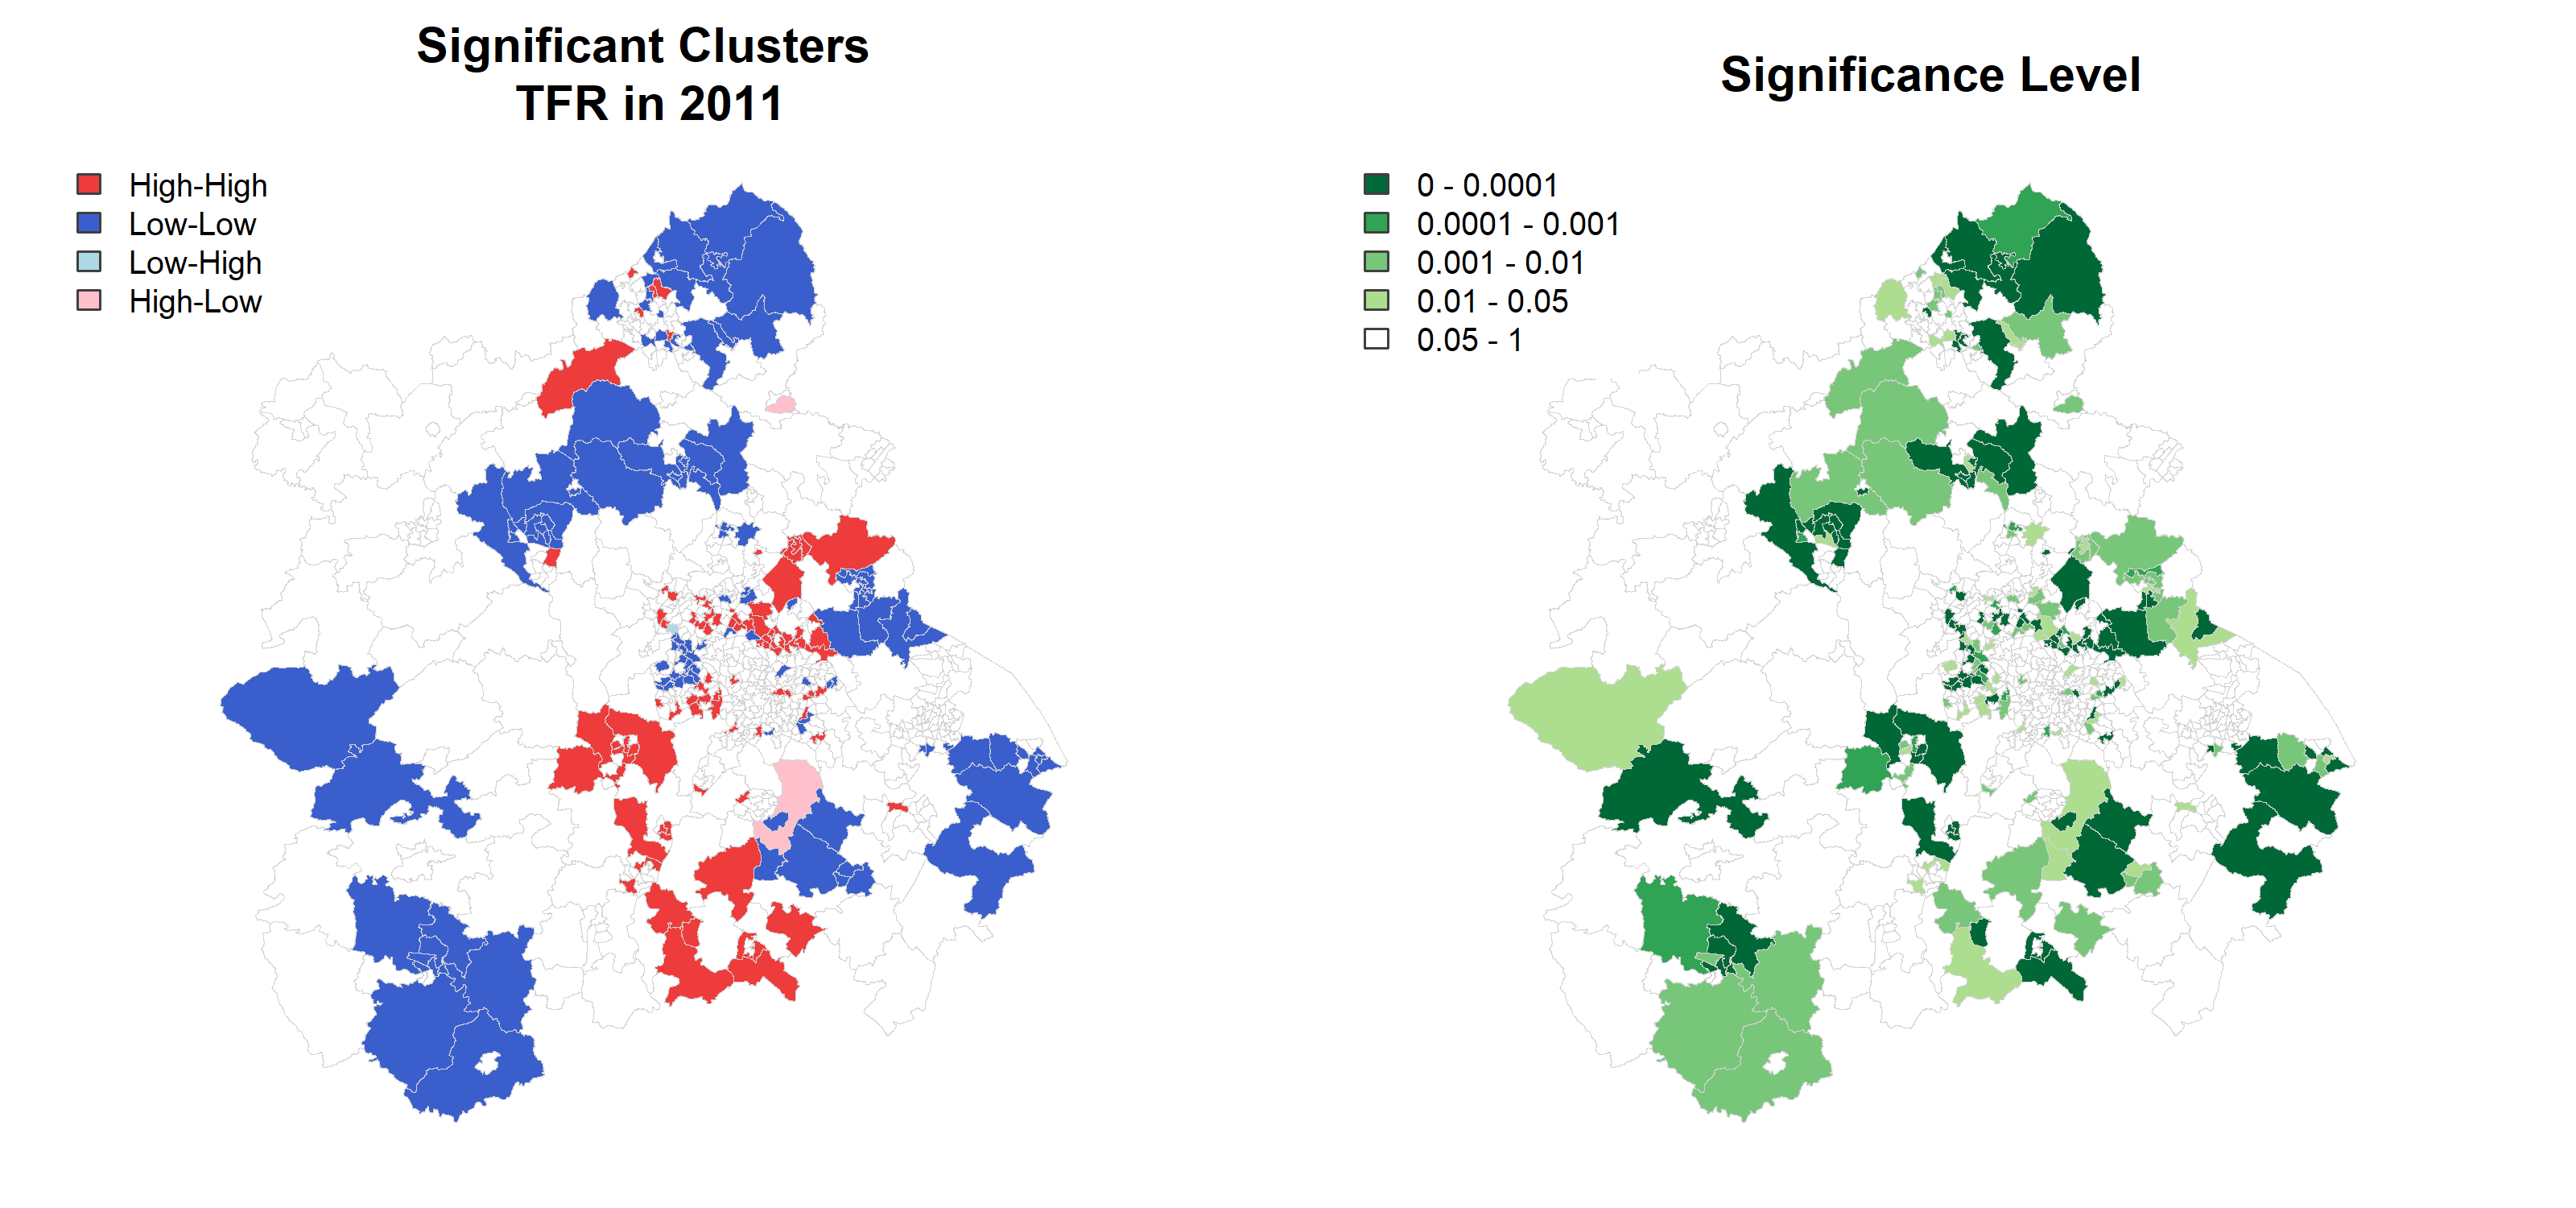 Significant Clusters
TFR in 2011
High-High
Low-Low
Low-High
High-Low
Significance Level
0 - 0.0001
0.0001 - 0.001
0.001 - 0.01
0.01 - 0.05
0.05 - 1